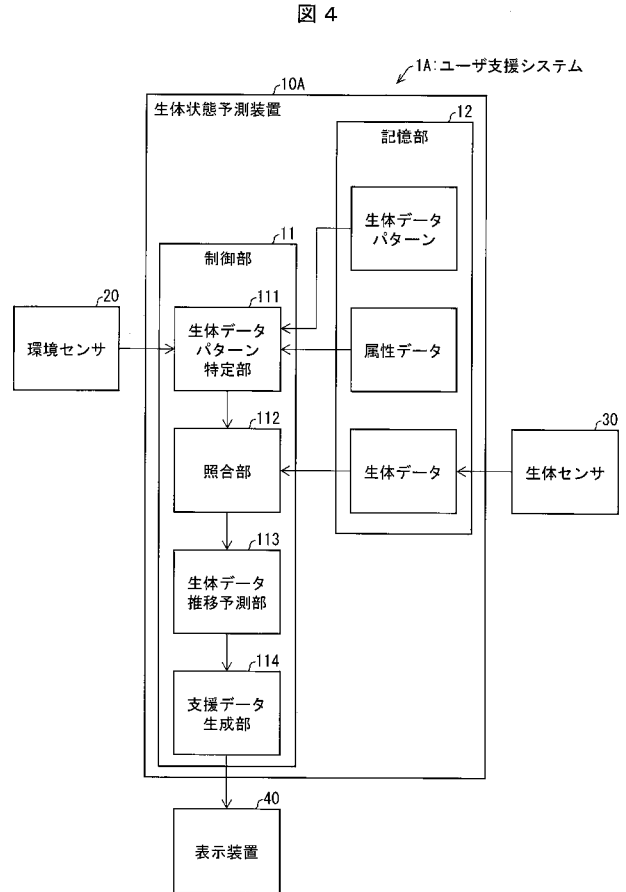 図４
1A:ユーザ支援システム
10A
生体状態予測装置
12
記憶部
生体データ
パターン
11
制御部
20
環境センサ
111
生体データ
パターン
特定部
属性データ
112
照合部
生体データ
30
生体センサ
113
生体データ
推移予測部
114
支援データ
生成部
40
表示装置